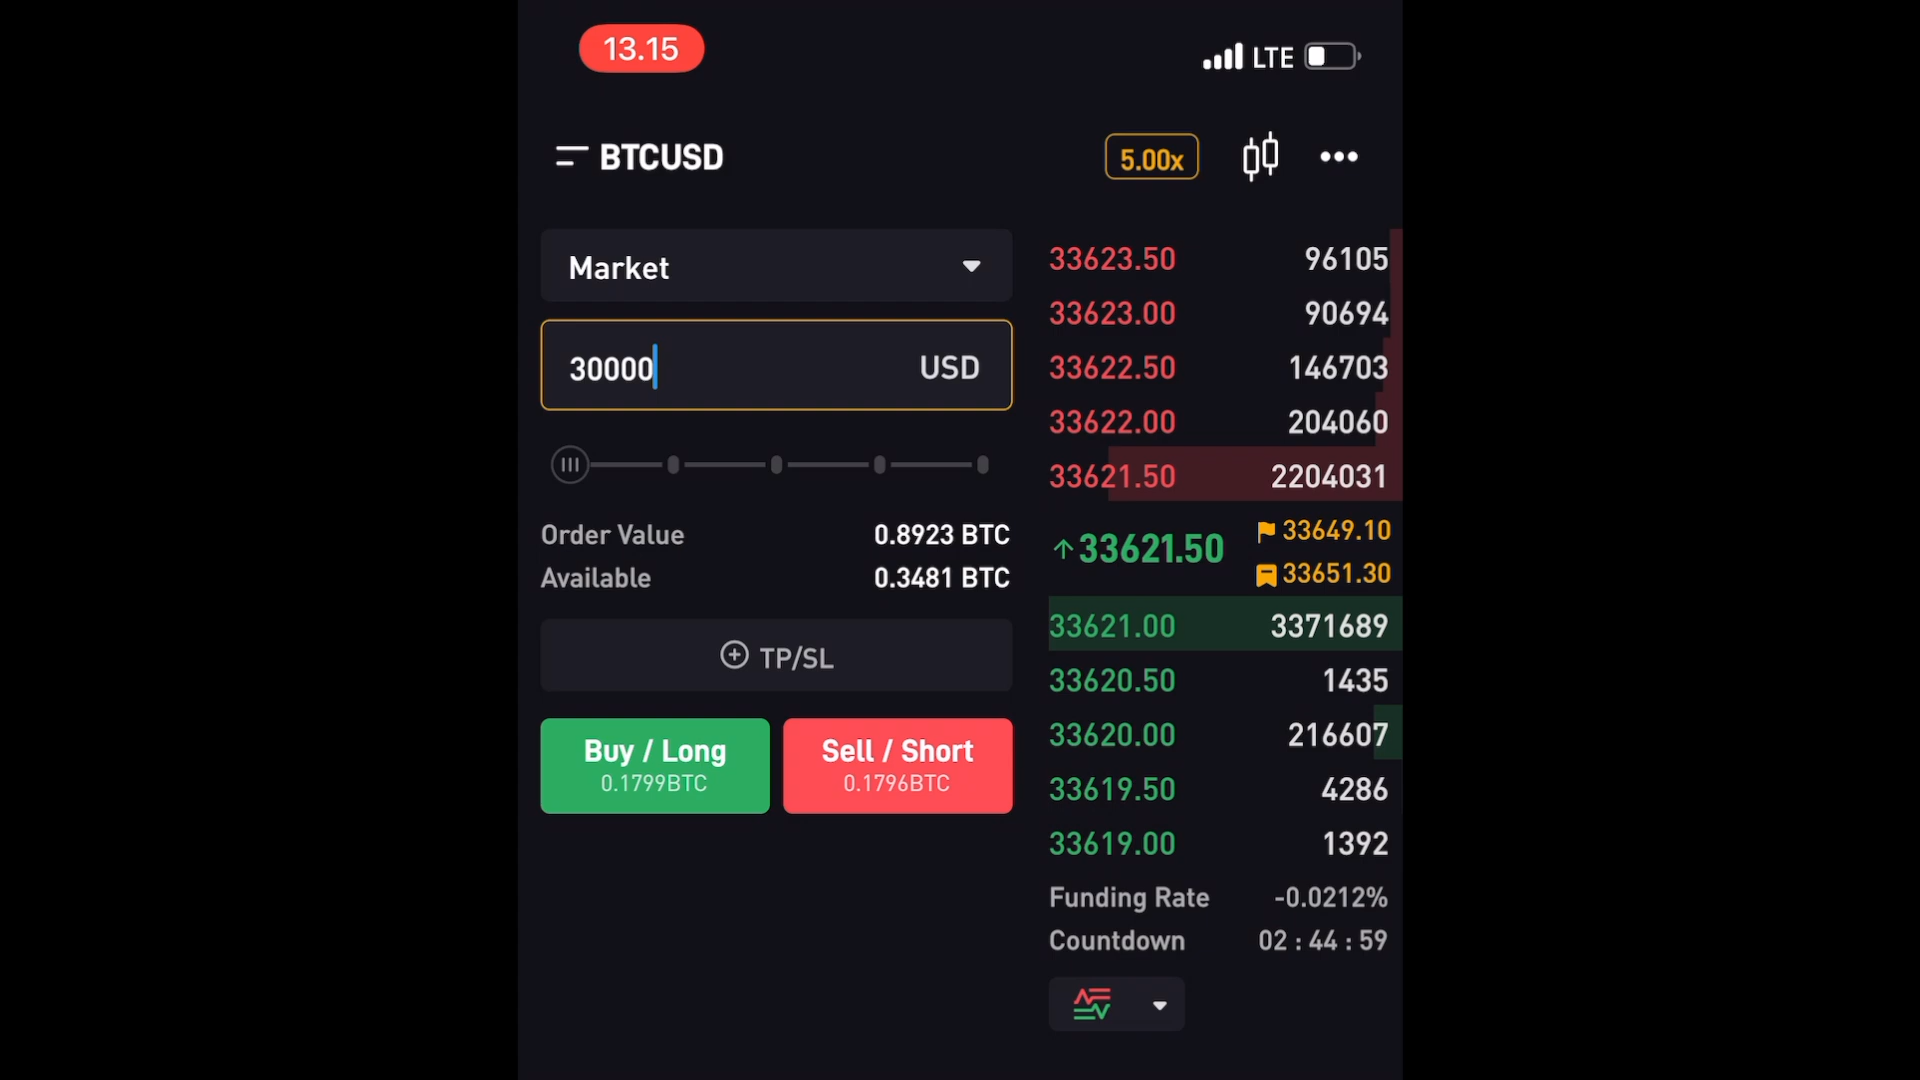 13.15
LTE
BTCUSD
5.00x
Market
30000 USD
Order Value 0.8923 BTC
Available 0.3481 BTC
TP/SL
Buy / Long
0.1799BTC
Sell / Short
0.1796BTC
33623.50 96105
33623.00 90694
33622.50 146703
33622.00 204060
33621.50 2204031
33621.50
33649.10
33651.30
33621.00 3371689
33620.50 1435
33620.00 216607
33619.50 4286
33619.00 1392
Funding Rate -0.0212%
Countdown 02 : 44 : 59